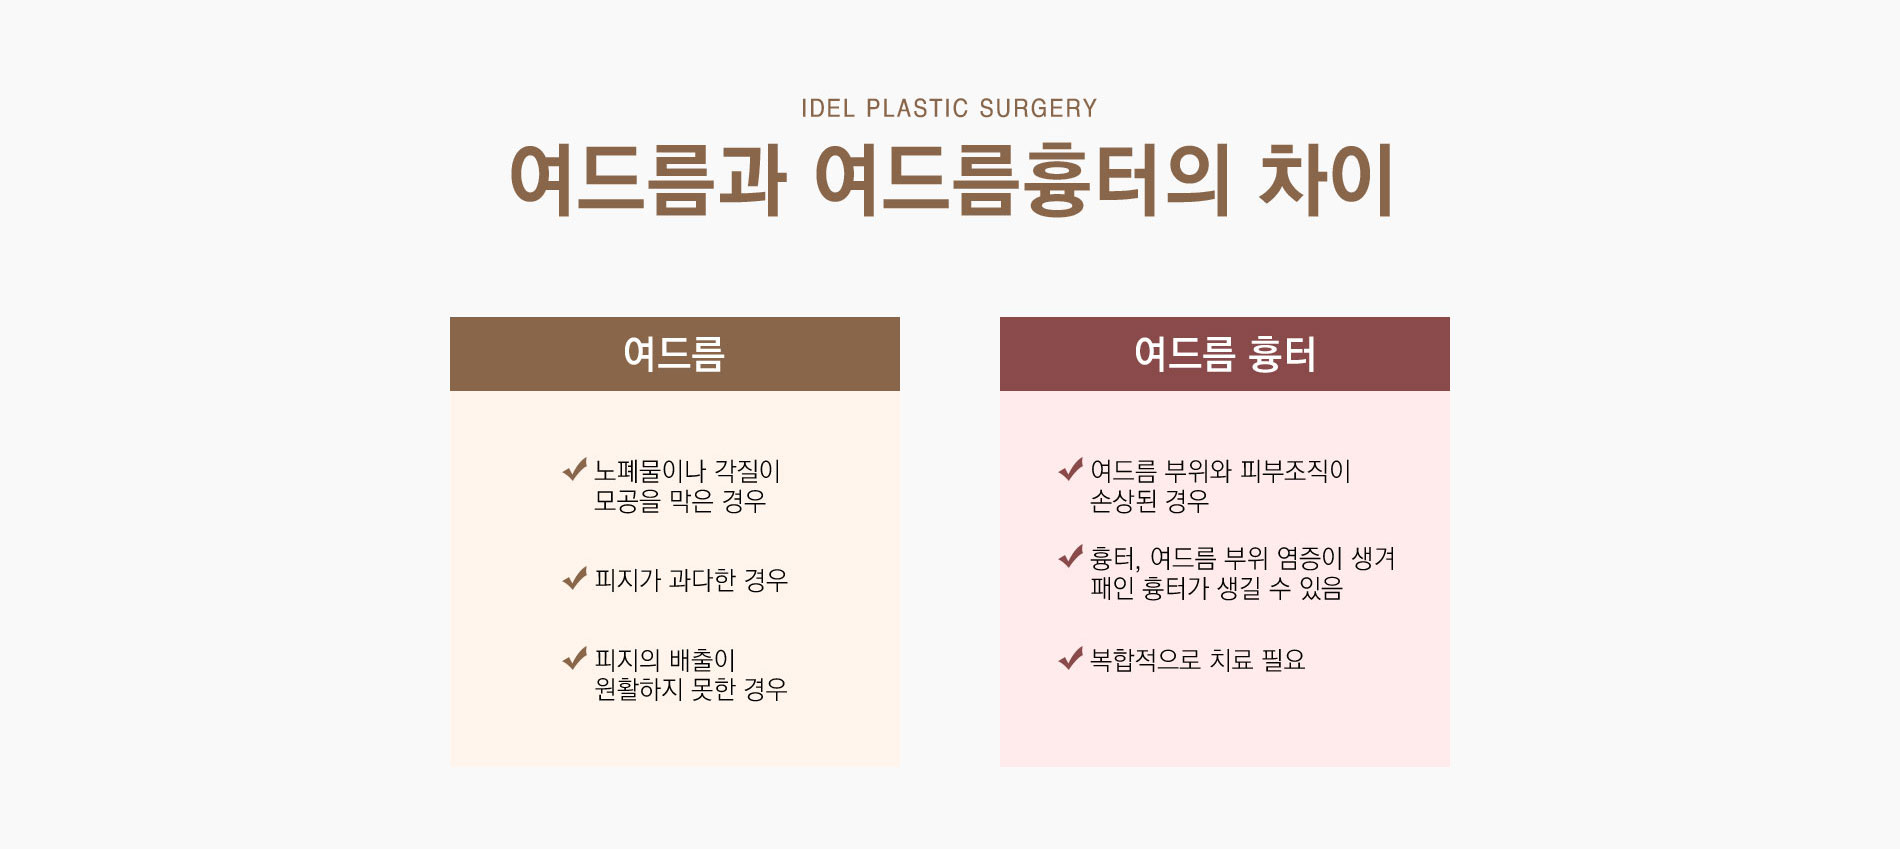 IDEL PLASTIC SURGERY
여드름과 여드름흉터의 차이
여드름
노폐물이나 각질이
모공을 막은 경우
피지가 과다한 경우
피지의 배출이
원활하지 못한 경우
여드름 흉터
여드름 부위와 피부조직이
손상된 경우
흉터, 여드름 부위 염증이 생겨
패인 흉터가 생길 수 있음
복합적으로 치료 필요